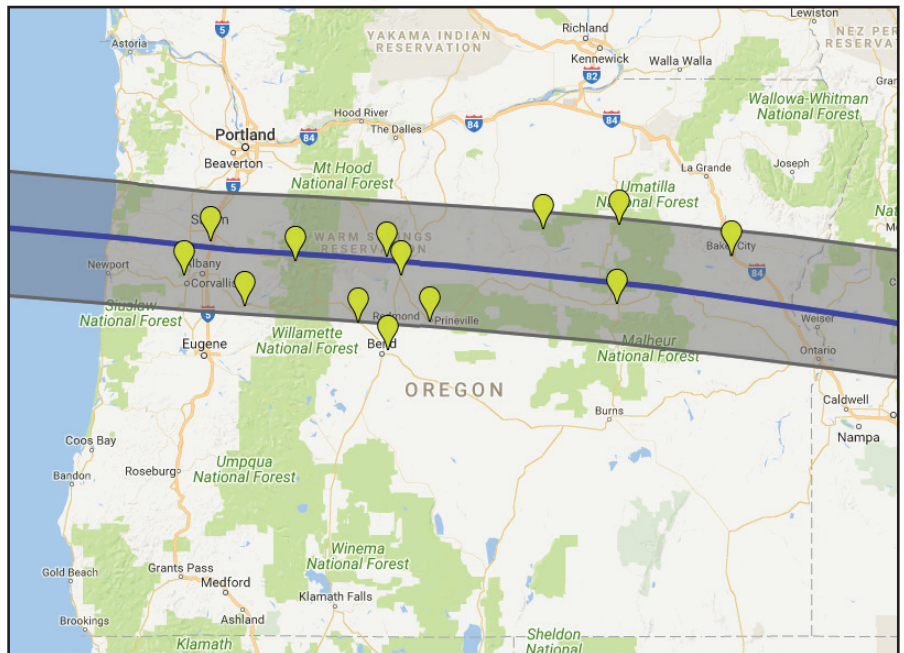 Lewiston
5
Astoria
YAKAMA INDIAN
RESERVATION
Richland
Kennewick
NEZ PER
RESERVA
Walla Walla
82
Gran
Hood River
84
The Dalles
84
84
Wallowa-Whitman
National Forest
Portland
Beaverton
Mt Hood
National Forest
La Grande
Joseph
5
Umatilla
National Forest
Nat
WARM SPRINGS
RESERVATION
Baker City
Newport
Albany
Corvallis
84
Siuslaw
National Forest
5
Redmond
Prineville
Weiser
Eugene
Willamette
National Forest
Bend
Malheur
National Forest
Ontario
OREGON
Caldwell
Burns
Nampa
Coos Bay
Bandon
Roseburg
Umpqua
National Forest
Winema
National Forest
Gold Beach
Grants Pass
Medford
Klamath Falls
Brookings
Ashland
Klamath
Sheldon
National